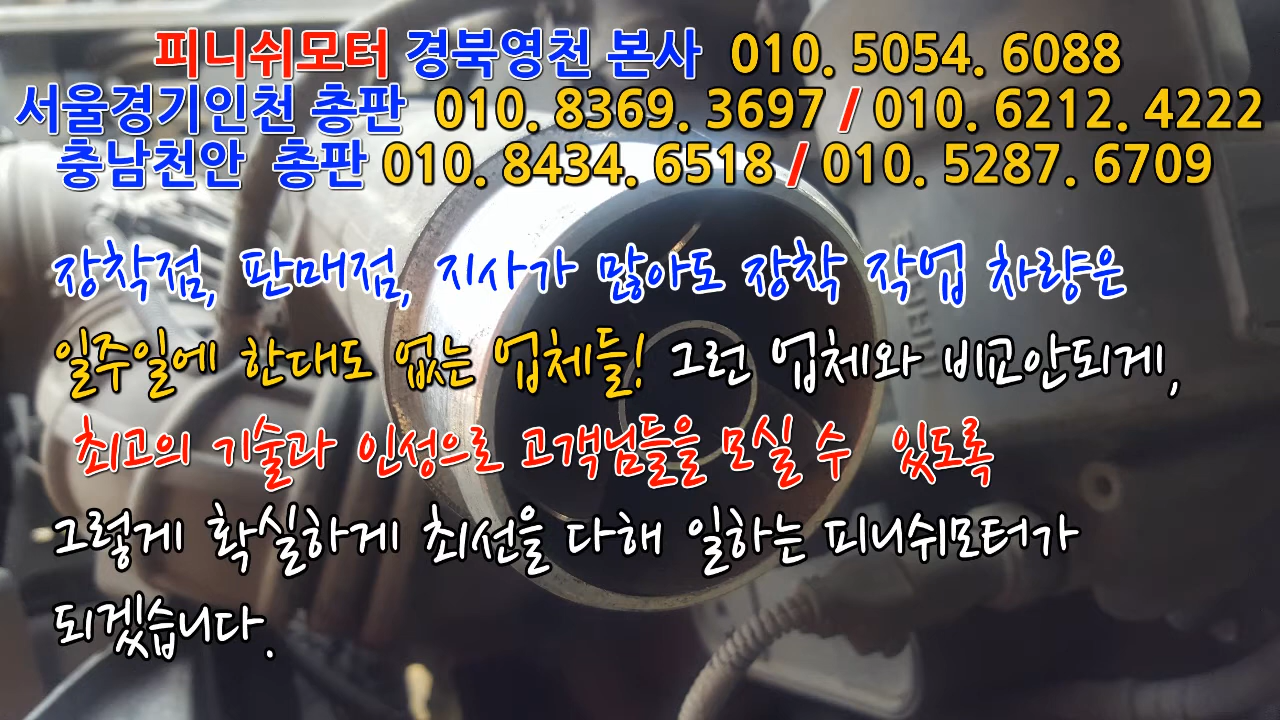 피니쉬모터 경북영천 본사 010. 5054. 6088
서울경기인천 총판 010. 8369. 3697 / 010. 6212. 4222
충남천안 총판 010. 8434. 6518 / 010. 5287. 6709
장착점, 판매점, 지사가 많아도 장착 작업 차량은
일주일에 한대도 없는 업체들! 그런 업체와 비교안되게,
최고의 기술과 인성으로 고객님들을 모실 수 있도록
그렇게 확실하게 최선을 다해 일하는 피니쉬모터가
되겠습니다.